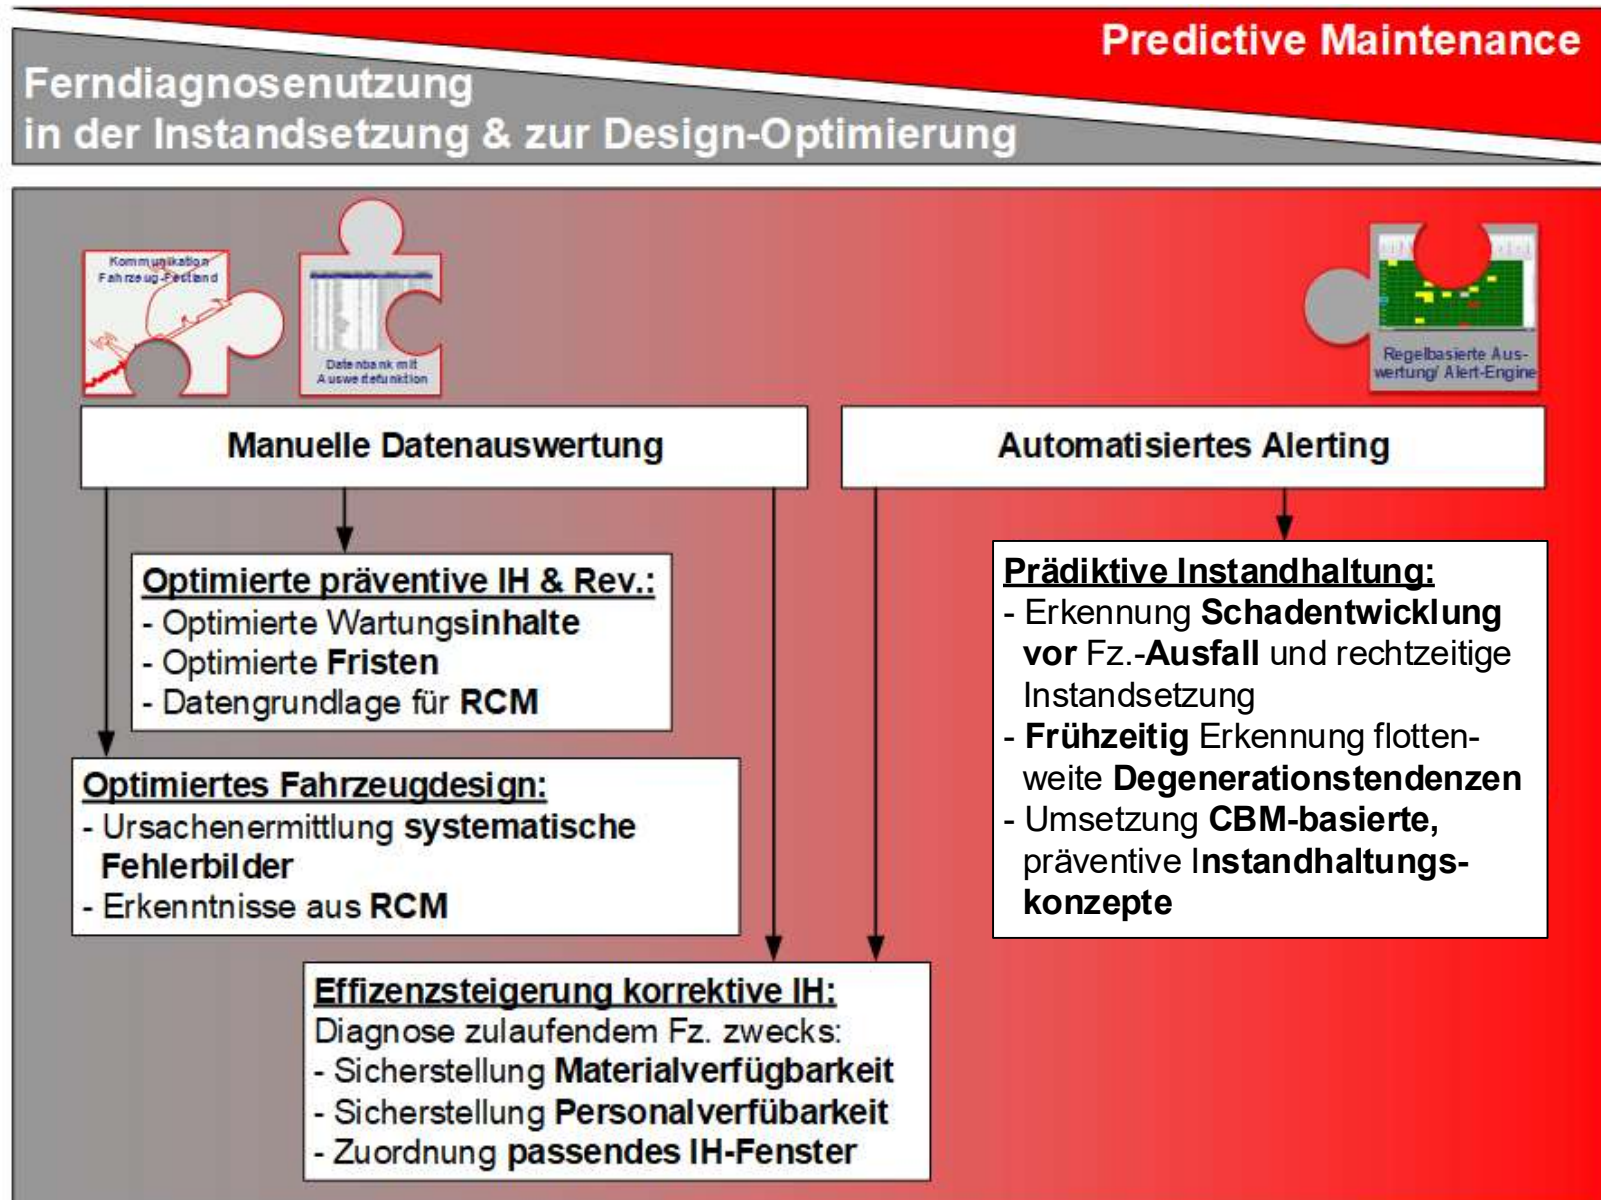 Predictive Maintenance
Ferndiagnosenutzung
in der Instandsetzung & zur Design-Optimierung
Kommunikation
Fahrzeug-Festland
Datenbank mit
Auswertefunktion
Regelbasierte Aus-
wertung/ Alert-Engine
Manuelle Datenauswertung
Automatisiertes Alerting
Optimierte präventive IH & Rev.:
- Optimierte Wartungsinhalte
- Optimierte Fristen
- Datengrundlage für RCM
Optimiertes Fahrzeugdesign:
- Ursachenermittlung systematische
Fehlerbilder
- Erkenntnisse aus RCM
Prädiktive Instandhaltung:
- Erkennung Schadentwicklung
vor Fz.-Ausfall und rechtzeitige
Instandsetzung
- Frühzeitig Erkennung flotten-
weite Degenerationstendenzen
- Umsetzung CBM-basierte,
präventive Instandhaltungs-
konzepte
Effizenzsteigerung korrektive IH:
Diagnose zulaufendem Fz. zwecks:
- Sicherstellung Materialverfügbarkeit
- Sicherstellung Personalverfübarkeit
- Zuordnung passendes IH-Fenster